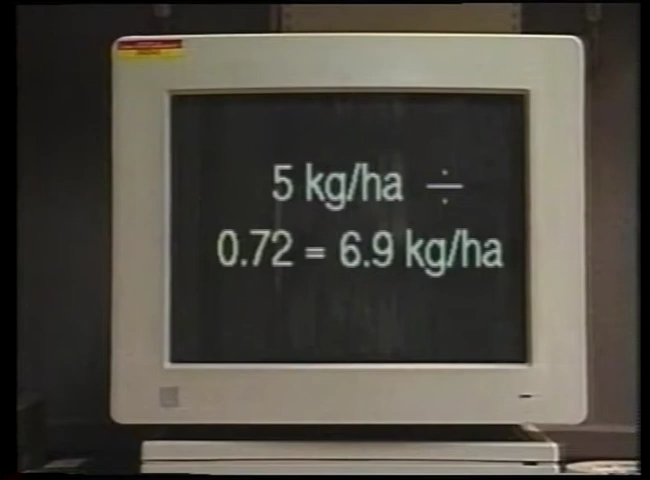 5 kg/ha ÷
0.72 = 6.9 kg/ha